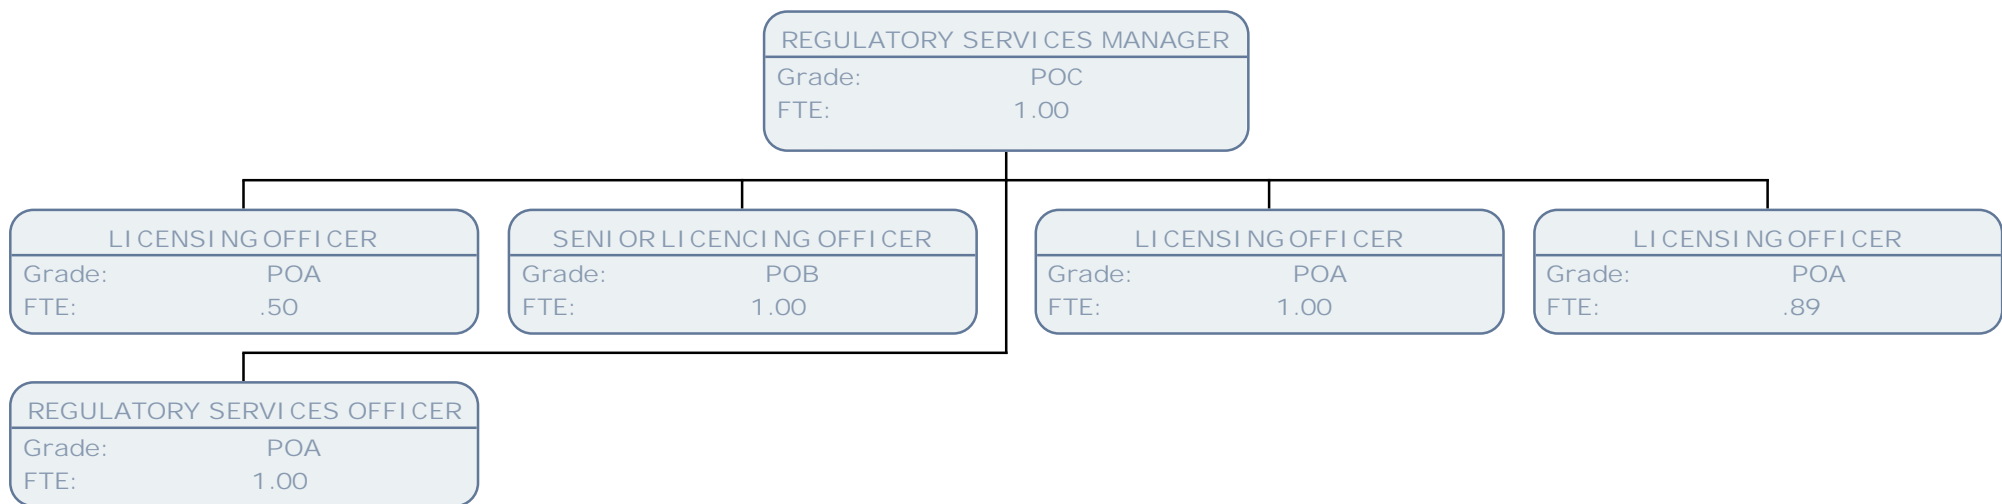 REGULATORY SERVICES MANAGER
Grade: POC
FTE: 1.00
LICENSING OFFICER
Grade: POA
FTE: .50
SENIOR LICENCING OFFICER
Grade: POB
FTE: 1.00
LICENSING OFFICER
Grade: POA
FTE: 1.00
LICENSING OFFICER
Grade: POA
FTE: .89
REGULATORY SERVICES OFFICER
Grade: POA
FTE: 1.00